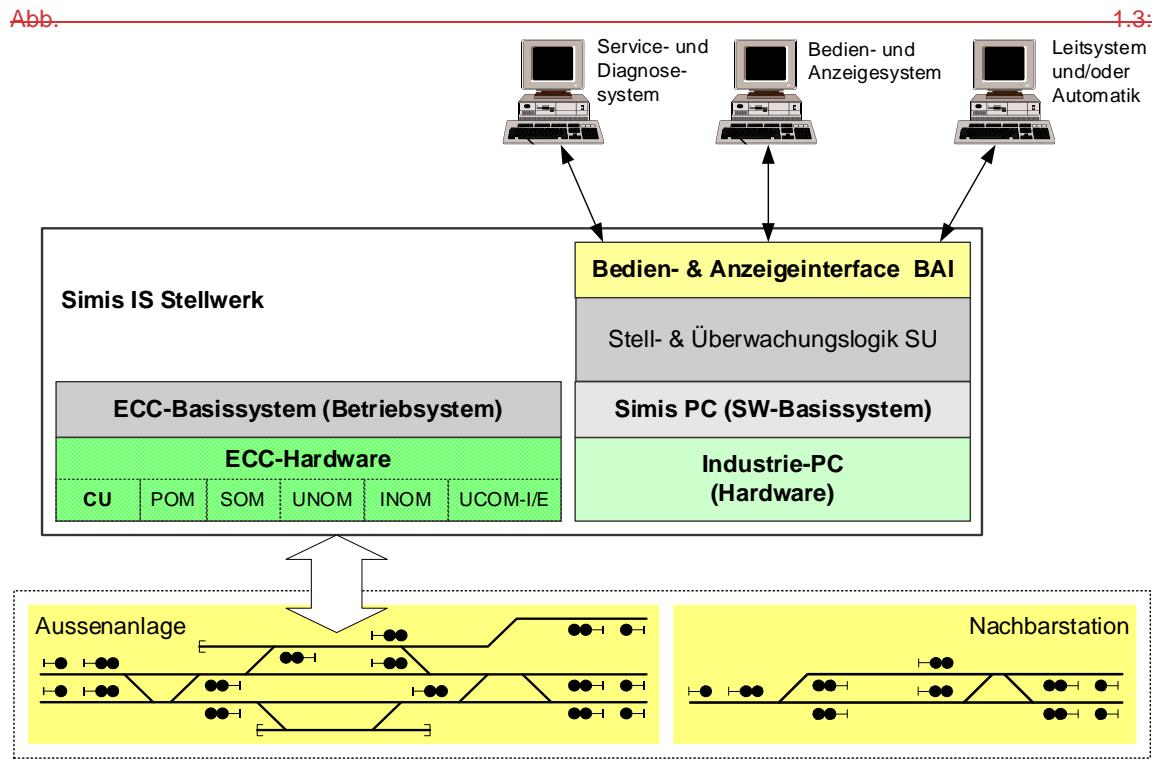 Abb. 1.3:
Service- und
Diagnose-
system
Bedien- und
Anzeigesystem
Leitsystem
und/oder
Automatik
Simis IS Stellwerk
Bedien- & Anzeigeinterface BAI
Stell- & Überwachungslogik SU
ECC-Basissystem (Betriebsystem)
Simis PC (SW-Basissystem)
ECC-Hardware
Industrie-PC
(Hardware)
CU POM SOM UNOM INOM UCOM-I/E
Aussenanlage
Nachbarstation